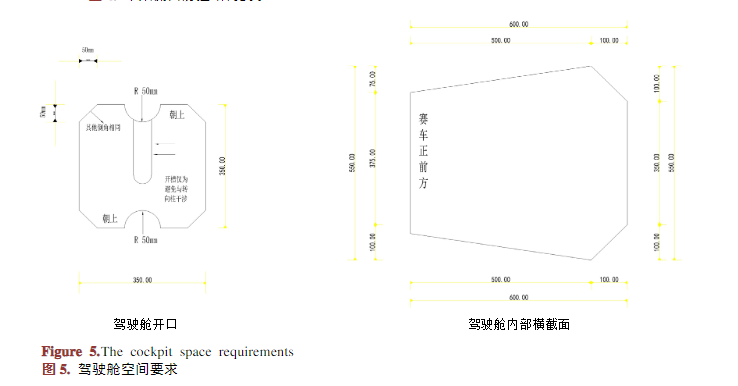 600.00
500.00
100.00
50mm
R 50mm
朝上
50mm
其他倒角相同
350.00
开槽仅为
避免与转
向柱干涉
朝上
R 50mm
350.00
75.00
375.00
100.00
550.00
赛车正前方
100.00
350.00
100.00
550.00
500.00
100.00
600.00
驾驶舱开口
驾驶舱内部横截面
Figure 5.The cockpit space requirements
图5. 驾驶舱空间要求